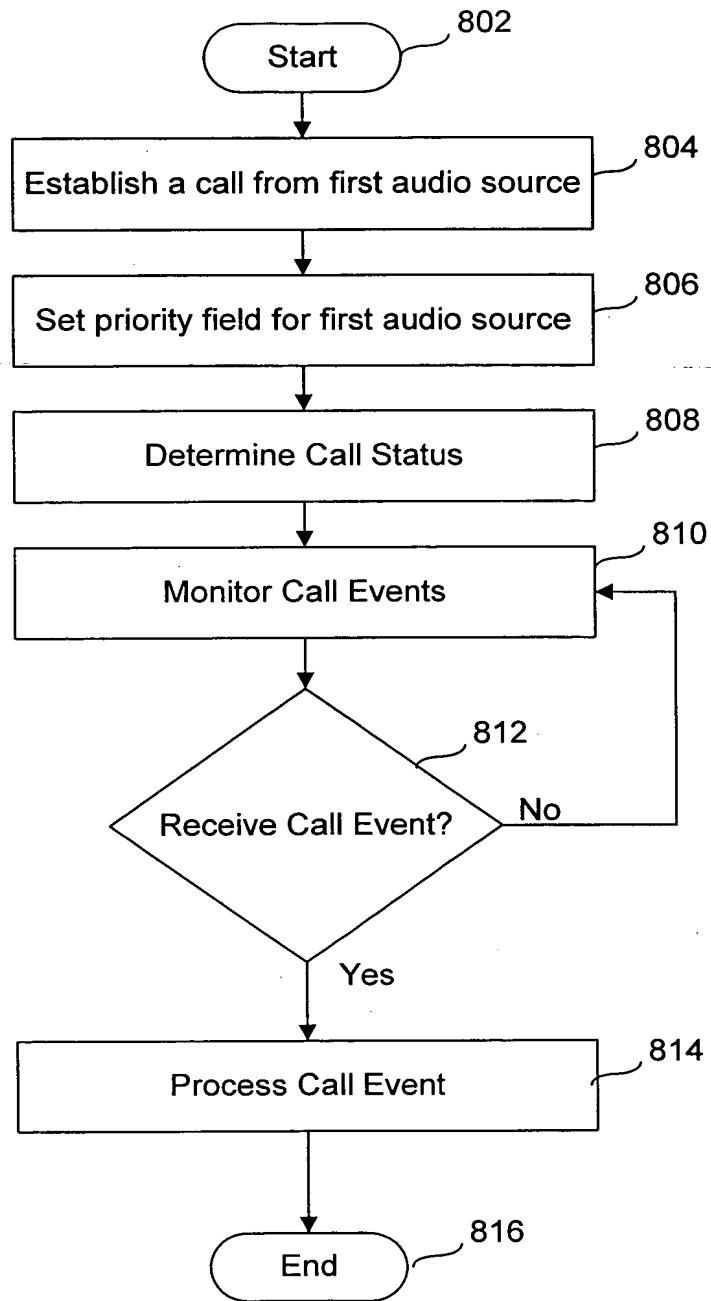 802
Start
804
Establish a call from first audio source
806
Set priority field for first audio source
808
Determine Call Status
810
Monitor Call Events
812
Receive Call Event?
No
Yes
814
Process Call Event
816
End